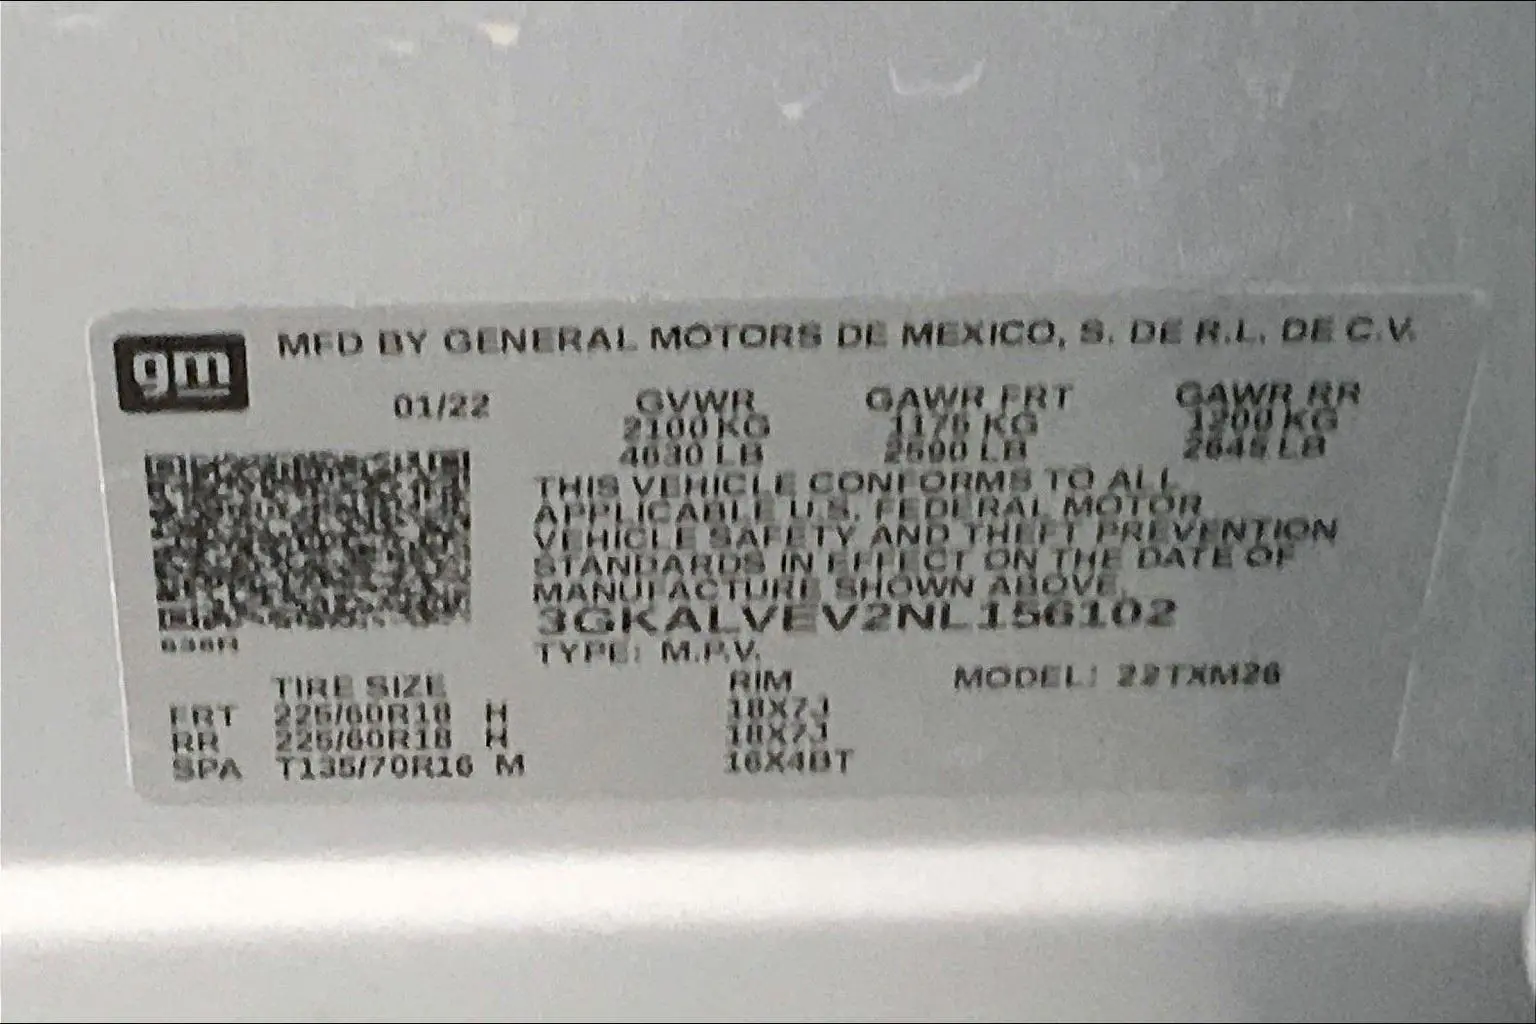 gm MFD BY GENERAL MOTORS DE MEXICO, S. DE R.L. DE C.V.
01/22 GVWR GAWR FRT GAWR RR
2100 KG 1175 KG 1200 KG
4630 LB 2590 LB 2645 LB
THIS VEHICLE CONFORMS TO ALL
APPLICABLE U.S. FEDERAL MOTOR
VEHICLE SAFETY AND THEFT PREVENTION
STANDARDS IN EFFECT ON THE DATE OF
MANUFACTURE SHOWN ABOVE.
3GKALVEV2NL156102
TYPE: M.P.V.
TIRE SIZE RIM MODEL: 22TXM26
FRT 225/60R18 H 18X7J
RR 225/60R18 H 18X7J
SPA T135/70R16 M 16X4BT